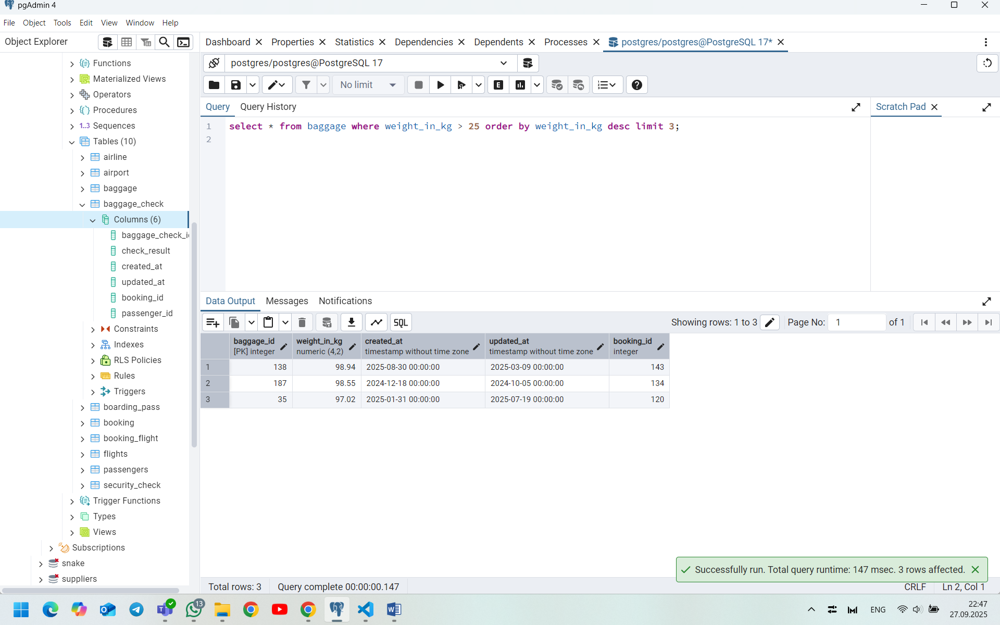 pgAdmin 4
File Object Tools Edit View Window Help
Object Explorer
Dashboard Properties Statistics Dependencies Dependents Processes postgres/postgres@PostgreSQL 17*
postgres/postgres@PostgreSQL 17
No limit
E
Query Query History
Scratch Pad
1 select * from baggage where weight_in_kg > 25 order by weight_in_kg desc limit 3;
2
Functions
Materialized Views
Operators
Procedures
1..3 Sequences
Tables (10)
airline
airport
baggage
baggage_check
Columns (6)
baggage_check_i
check_result
created_at
updated_at
booking_id
passenger_id
Constraints
Indexes
RLS Policies
Rules
Triggers
boarding_pass
booking
booking_flight
flights
passengers
security_check
Trigger Functions
Types
Views
Subscriptions
snake
suppliers
Data Output Messages Notifications
SQL
Showing rows: 1 to 3 Page No: 1 of 1
baggage_id weight_in_kg created_at updated_at booking_id
[PK] integer numeric (4,2) timestamp without time zone timestamp without time zone integer
1 138 98.94 2025-08-30 00:00:00 2025-03-09 00:00:00 143
2 187 98.55 2024-12-18 00:00:00 2024-10-05 00:00:00 134
3 35 97.02 2025-01-31 00:00:00 2025-07-19 00:00:00 120
Successfully run. Total query runtime: 147 msec. 3 rows affected.
Total rows: 3 Query complete 00:00:00.147 CRLF Ln 2, Col 1
13
ENG
22:47
27.09.2025